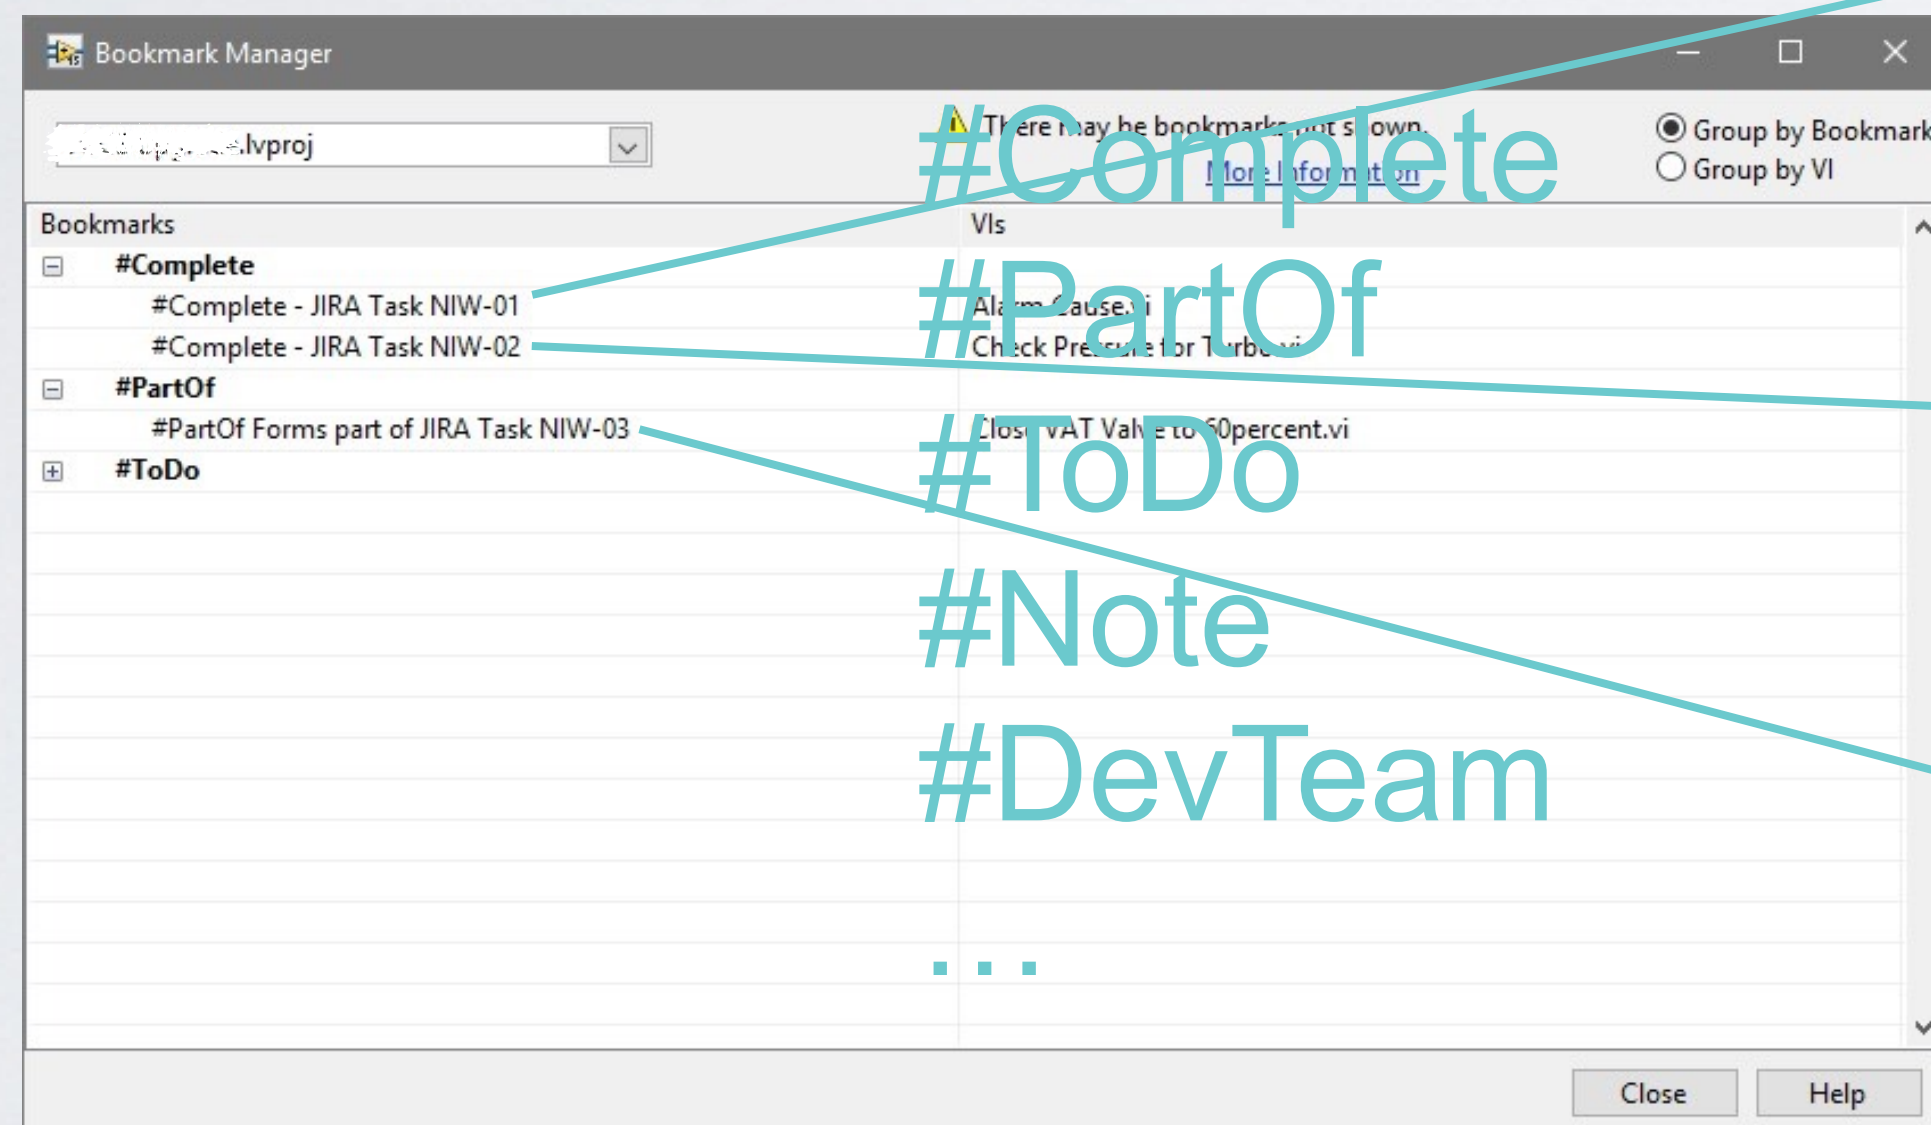 Bookmark Manager
.lvproj
There may be bookmarks not shown.
More Information
Group by Bookmark
Group by VI
Bookmarks VIs
#Complete
#Complete - JIRA Task NIW-01 Alarm Cause.vi
#Complete - JIRA Task NIW-02 Check Pressure for Turbo.vi
#PartOf
#PartOf Forms part of JIRA Task NIW-03 Close VAT Valve to 60percent.vi
#ToDo
#Complete
#PartOf
#ToDo
#Note
#DevTeam
...
Close Help